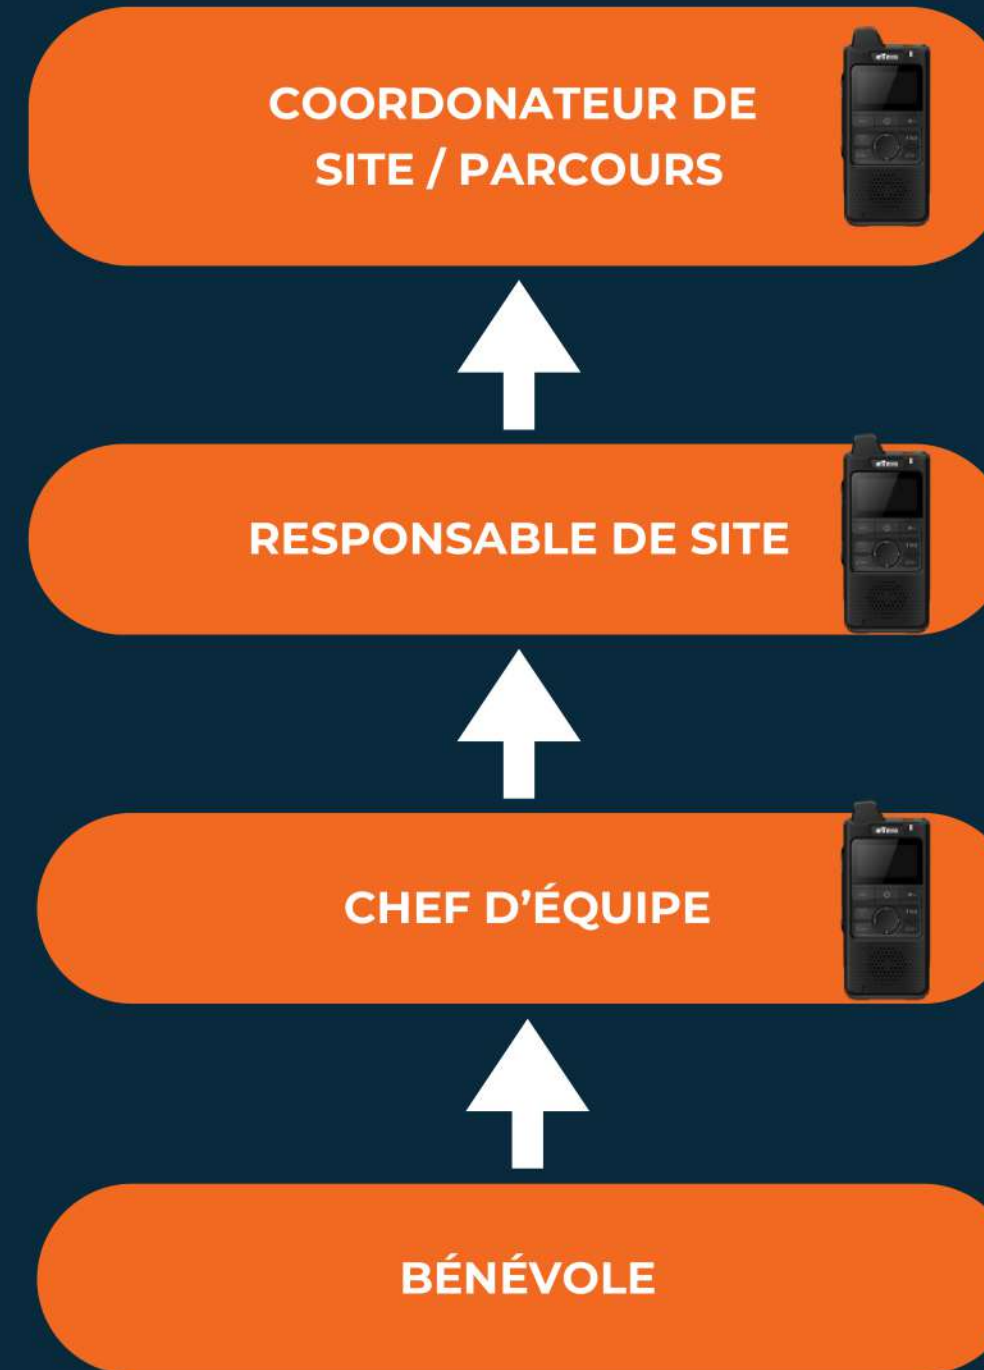 COORDONATEUR DE
SITE / PARCOURS
RESPONSABLE DE SITE
CHEF D’ÉQUIPE
BÉNÉVOLE